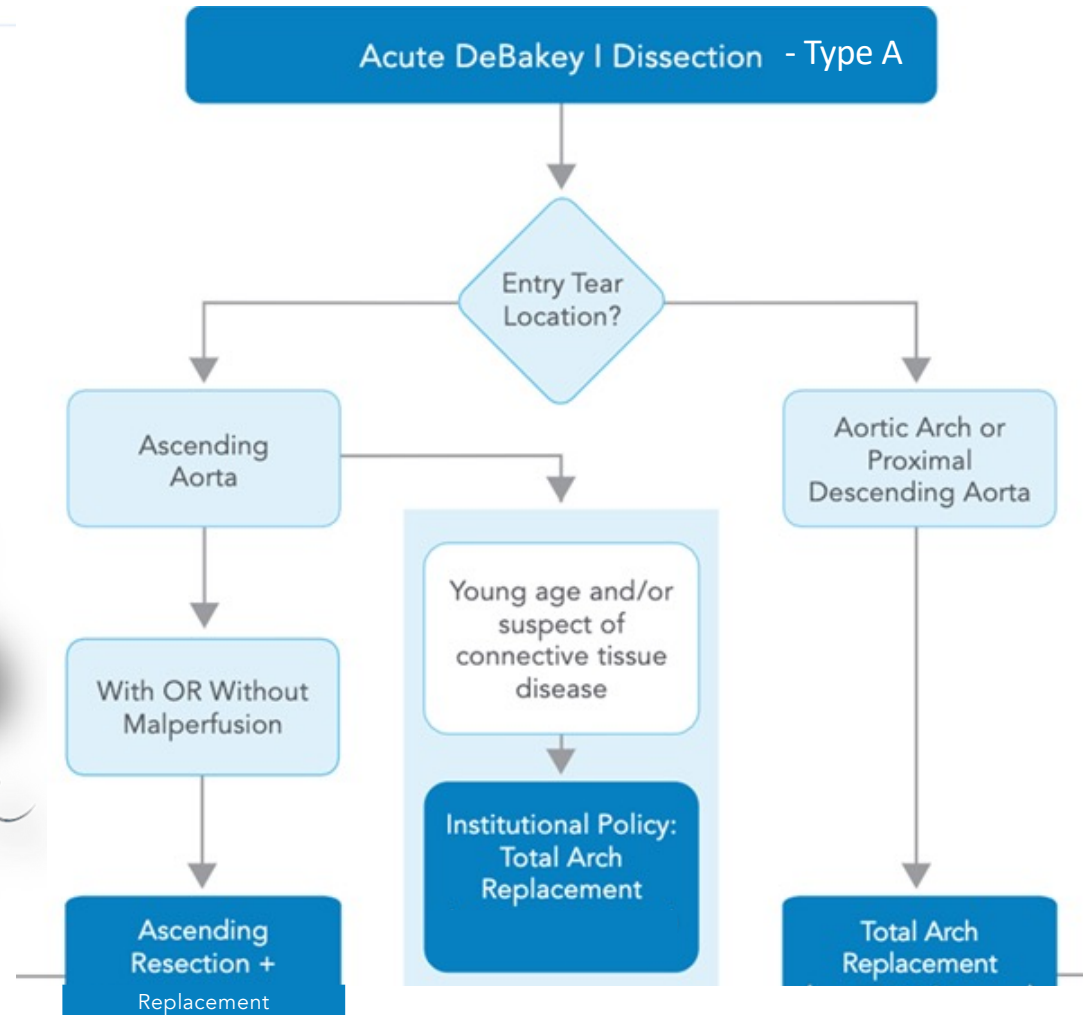 Acute DeBakey I Dissection - Type A
Entry Tear
Location?
Ascending
Aorta
Aortic Arch or
Proximal
Descending Aorta
Young age and/or
suspect of
connective tissue
disease
With OR Without
Malperfusion
Institutional Policy:
Total Arch
Replacement
Ascending
Resection +
Replacement
Total Arch
Replacement